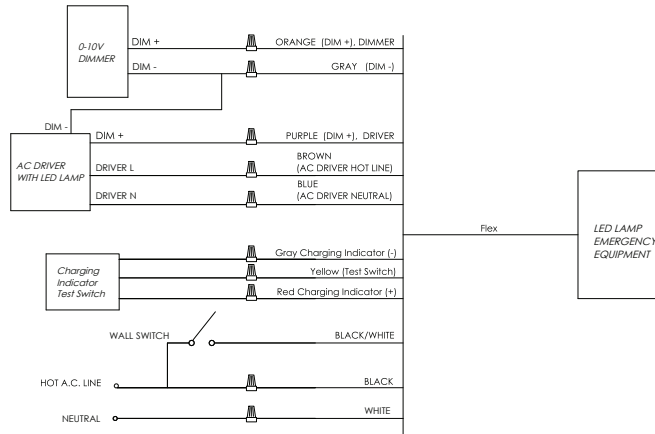 0-10V
DIMMER
DIM +
ORANGE (DIM +), DIMMER
DIM -
GRAY (DIM -)
DIM -
AC DRIVER
WITH LED LAMP
DIM +
PURPLE (DIM +), DRIVER
DRIVER L
BROWN
(AC DRIVER HOT LINE)
DRIVER N
BLUE
(AC DRIVER NEUTRAL)
Flex
LED LAMP
EMERGENCY
EQUIPMENT
Charging
Indicator
Test Switch
Gray Charging Indicator (-)
Yellow (Test Switch)
Red Charging Indicator (+)
WALL SWITCH
BLACK/WHITE
HOT A.C. LINE
BLACK
NEUTRAL
WHITE